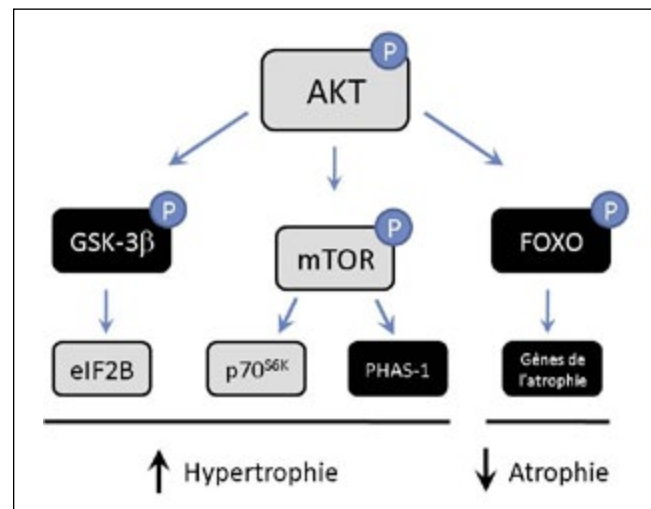 P
AKT
P
GSK-3β
P
mTOR
P
FOXO
eIF2B
p70S6K
PHAS-1
Gènes de
l'atrophie
↑ Hypertrophie
↓ Atrophie